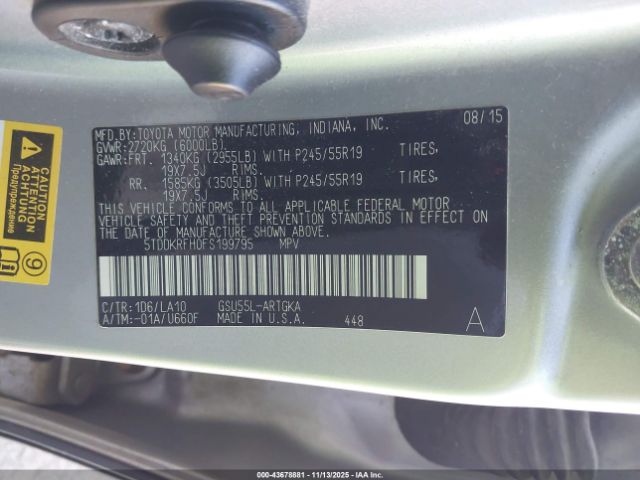 MFD.BY:TOYOTA MOTOR MANUFACTURING, INDIANA, INC. 08/15
GVWR:2720KG (6000LB)
GAWR:FRT. 1340KG (2955LB) WITH P245/55R19 TIRES,
19X7.5J RIMS.
RR. 1585KG (3505LB) WITH P245/55R19 TIRES,
19X7.5J RIMS.
THIS VEHICLE CONFORMS TO ALL APPLICABLE FEDERAL MOTOR
VEHICLE SAFETY AND THEFT PREVENTION STANDARDS IN EFFECT
ON THE DATE OF MANUFACTURE SHOWN ABOVE.
5TDDKRFH0FS199795 MPV
C/TR:1D6/LA10 GSU55L-ARTGKA
A/TM:-01A/U660F MADE IN U.S.A. 448 A
CAUTION
ATTENTION
ACHTUNG
Предупреждение
9
000-43678881 - 11/13/2025 - IAAI.COM